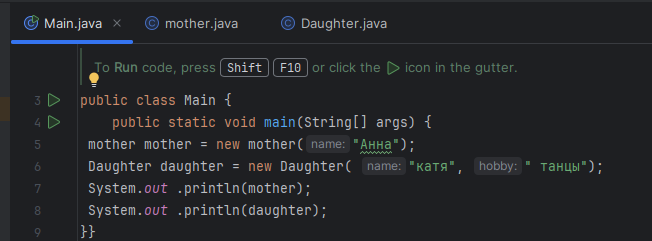 Main.java × mother.java Daughter.java
To Run code, press Shift F10 or click the icon in the gutter.
3 public class Main {
4 public static void main(String[] args) {
5 mother mother = new mother( name: "Анна");
6 Daughter daughter = new Daughter( name: "катя", hobby: " танцы");
7 System.out .println(mother);
8 System.out .println(daughter);
9 }}